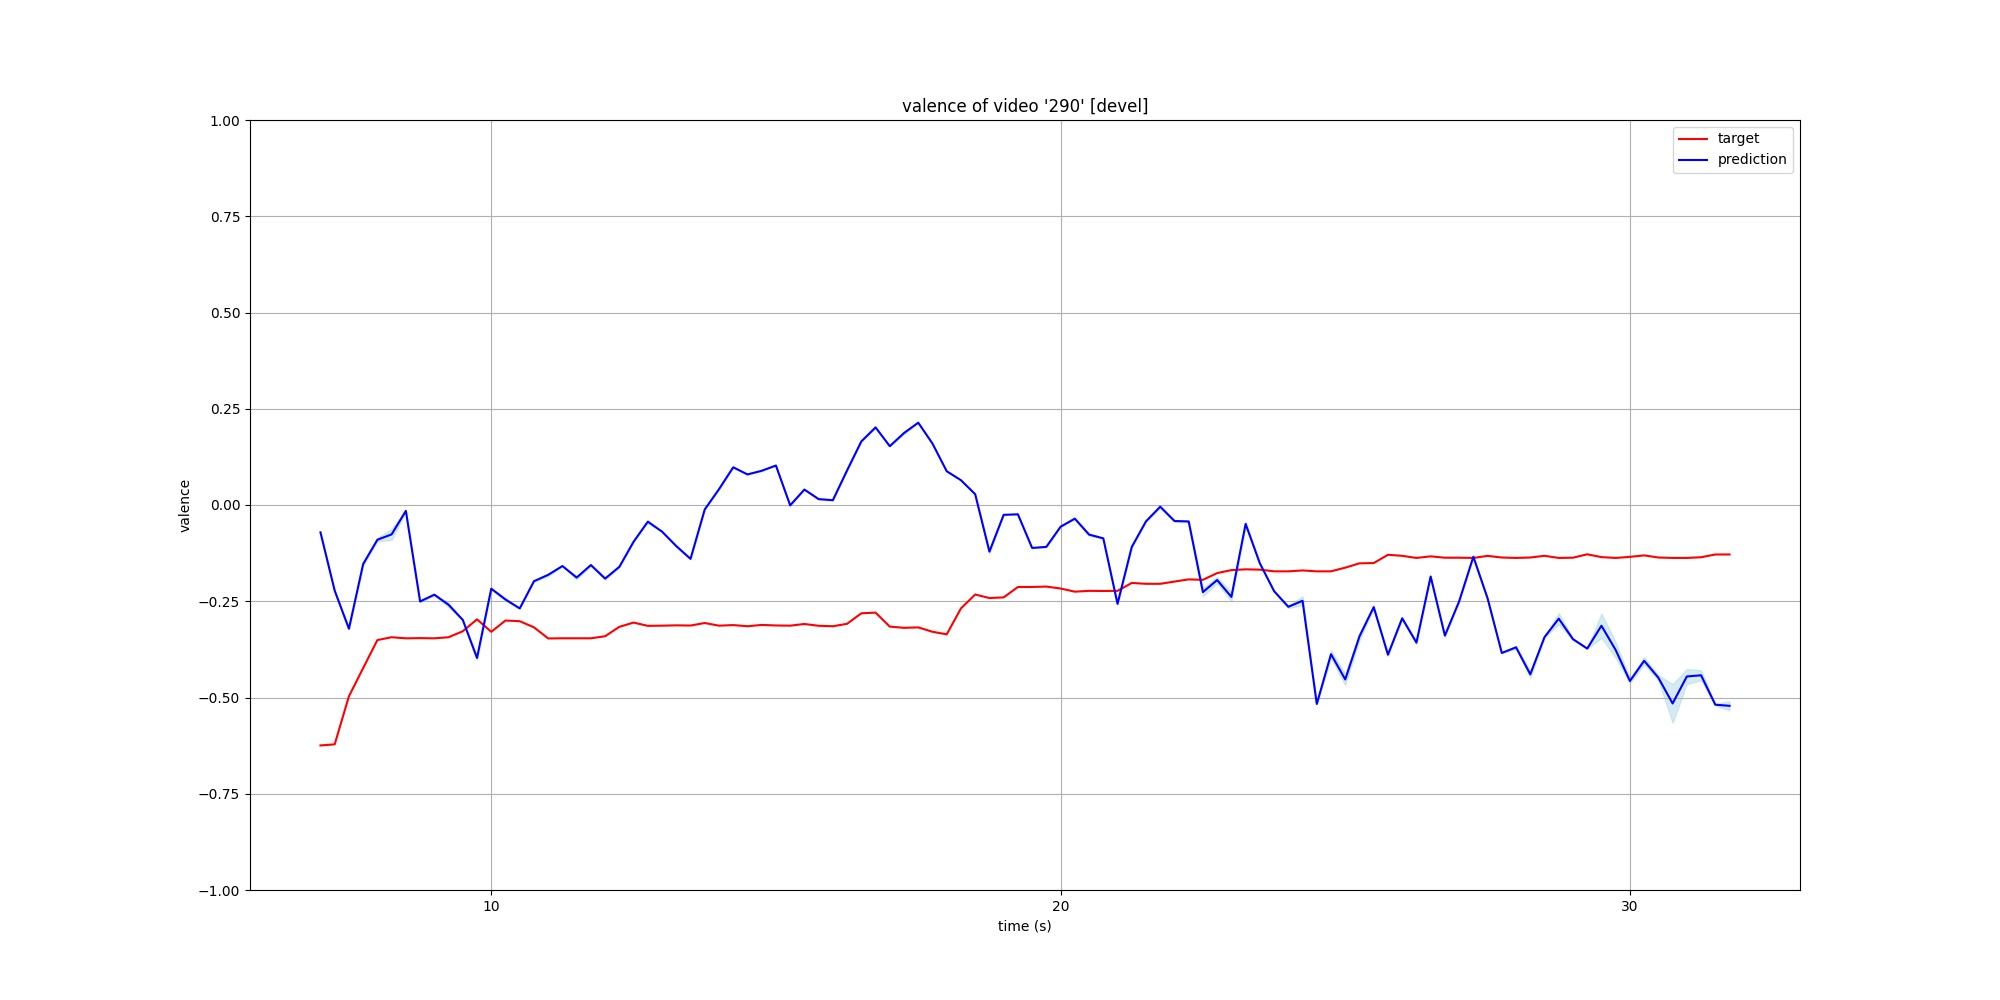 valence of video '290' [devel]
1.00
0.75
0.50
0.25
0.00
−0.25
−0.50
−0.75
−1.00
valence
target
prediction
10
20
30
time (s)